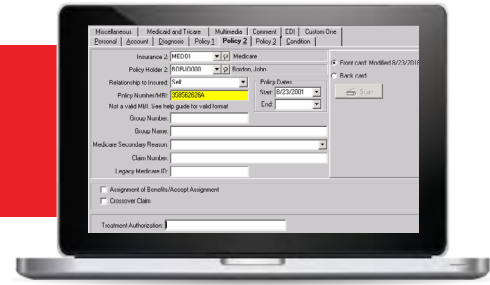 Miscellaneous Medicaid and Tricare Multimedia Comment EDI Custom One
Personal Account Diagnosis Policy 1 Policy 2 Policy 3 Condition
Insurance 2: MED01 Medicare
Policy Holder 2: Bordon, John
Relationship to Insured: Self
Policy Number/MBI: 358562626A
Not a valid MBI. See help guide for valid format
Group Number:
Group Name:
Medicare Secondary Reason:
Claim Number:
Legacy Medicare ID:
Policy Dates
Start: 8/23/2001
End:
Front card: Modified 8/23/2018
Back card
Scan
Assignment of Benefits/Accept Assignment
Crossover Claim
Treatment Authorization: